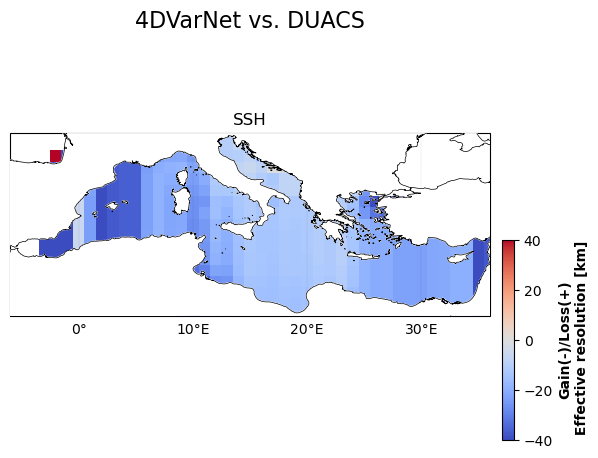 4DVarNet vs. DUACS
SSH
0°
10°E
20°E
30°E
40
20
0
−20
−40
Gain(-)/Loss(+)
Effective resolution [km]